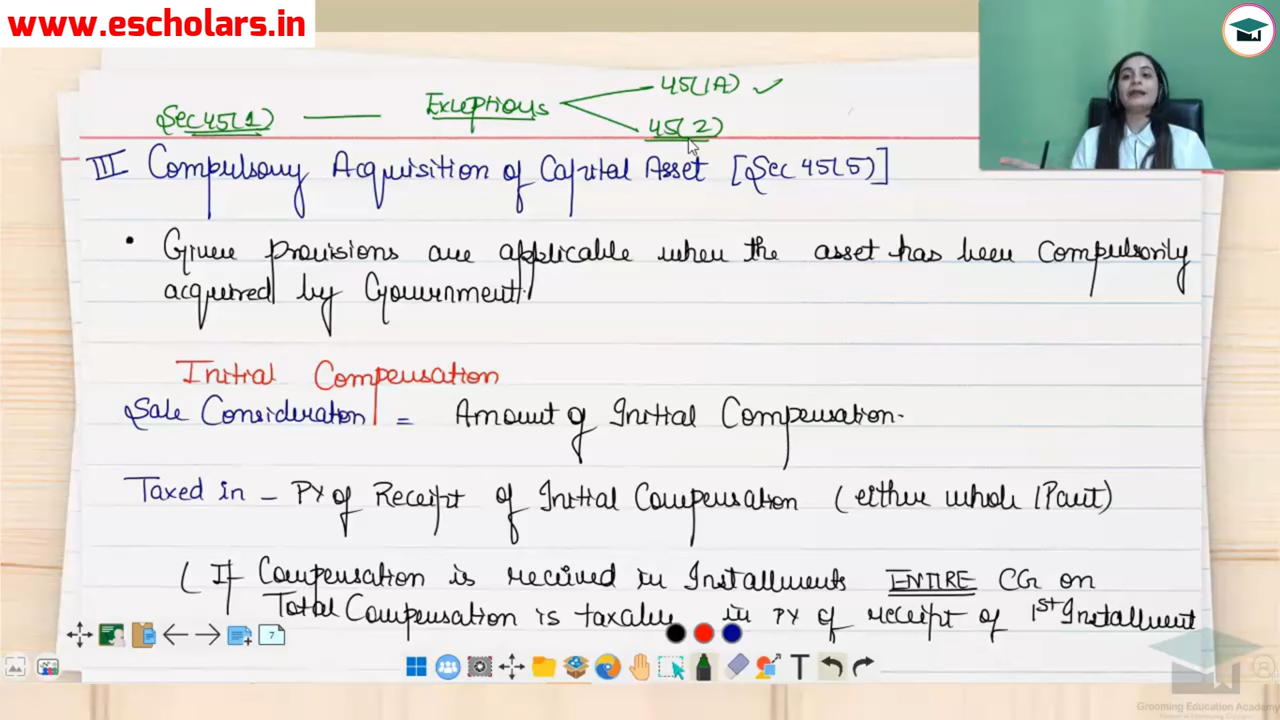 www.escholars.in
Sec 45(1) Exceptions 45(1A) ✓
45(2)
III Compulsory Acquisition of Capital Asset [Sec 45(5)]
• Given provisions are applicable when the asset has been compulsorily
acquired by Government.
Initial Compensation
Sale Consideration = Amount of Initial Compensation.
Taxed in - PY of Receipt of Initial Compensation (either whole / Part)
( If Compensation is received in Installments ENTIRE CG on
Total Compensation is taxable in PY of receipt of 1st Installment
7
T
Grooming Education Academy